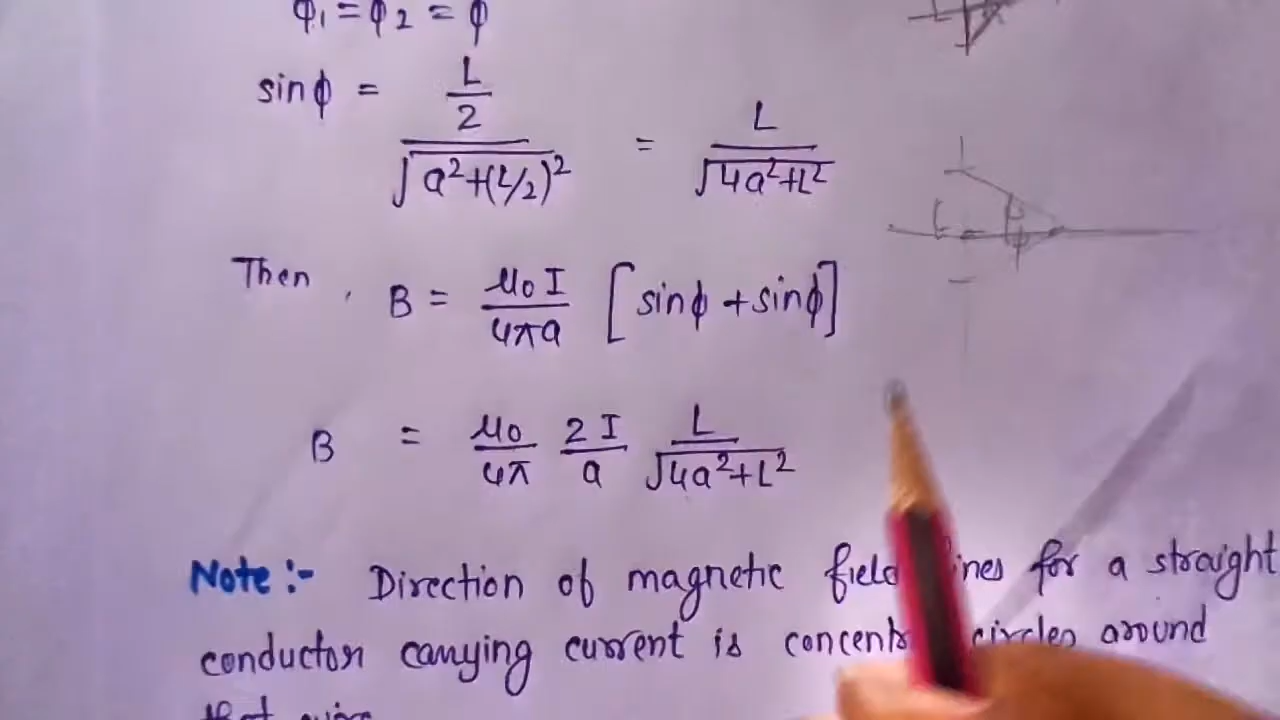 φ₁ = φ₂ = φ
sinφ = (L/2) / √(a²+(L/2)²) = L / √(4a²+L²)
Then, B = μ₀I / 4πa [sinφ + sinφ]
B = μ₀/4π 2I/a L/√(4a²+L²)
Note :- Direction of magnetic field lines for a straight
conductor carrying current is concentric circles around
that